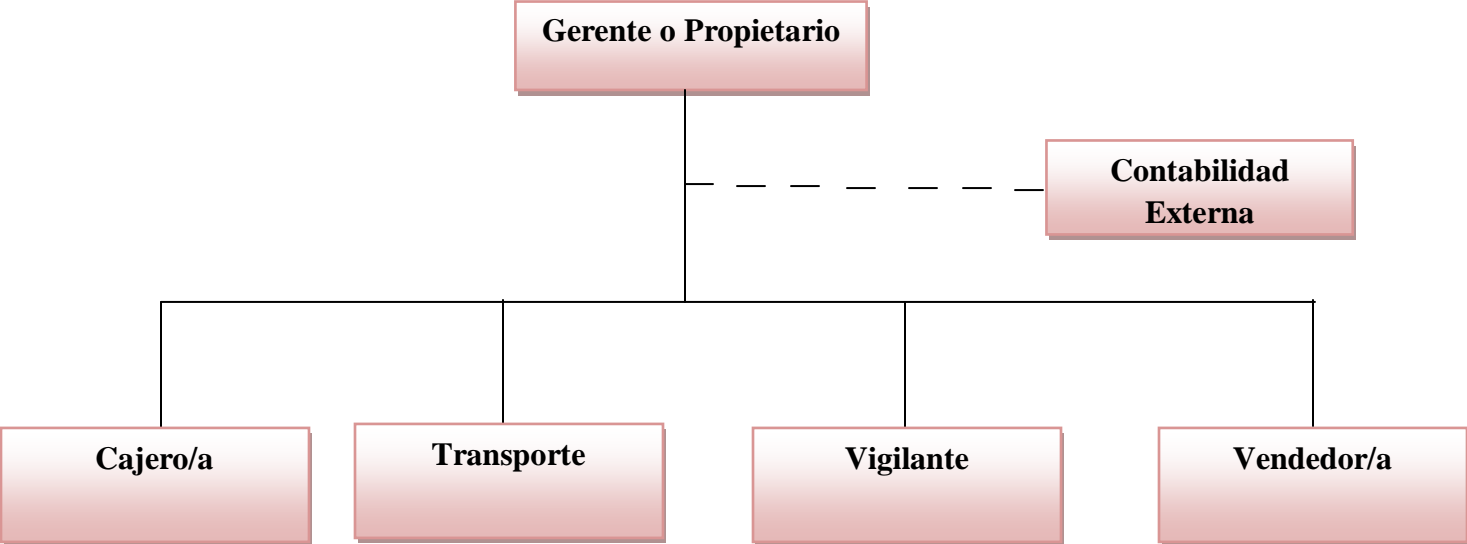 Gerente o Propietario
Contabilidad
Externa
Cajero/a
Transporte
Vigilante
Vendedor/a